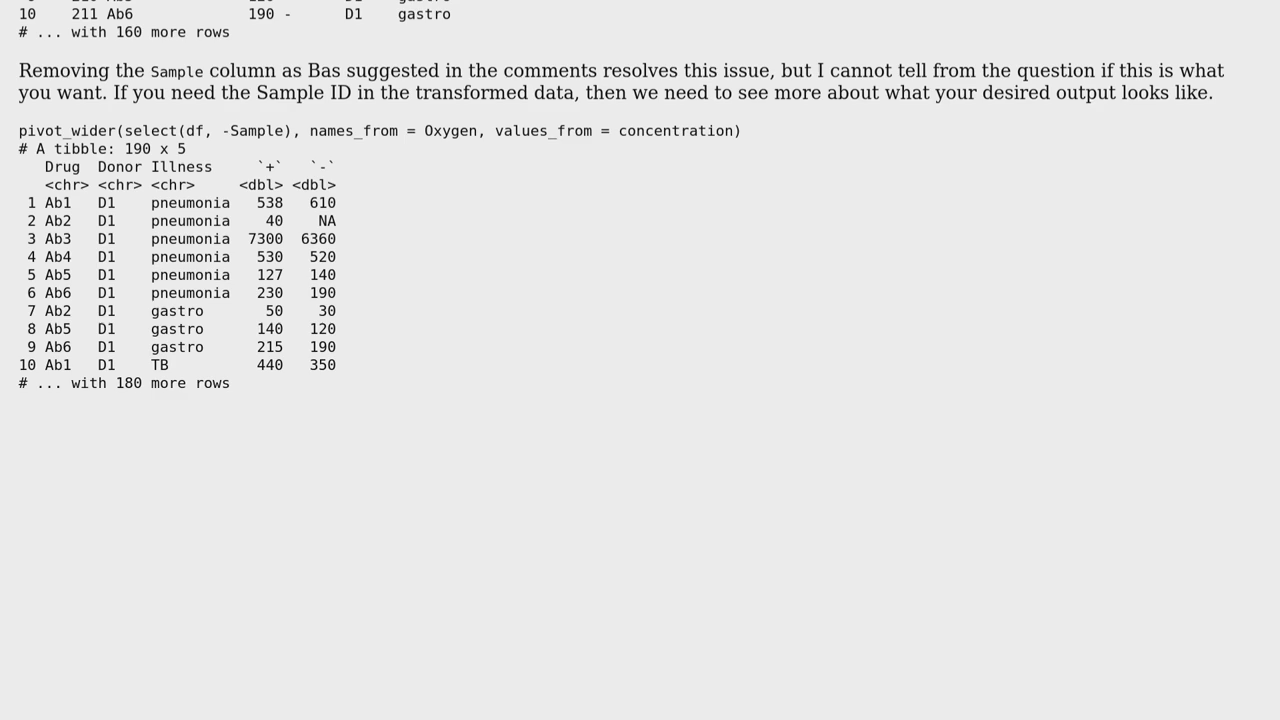 10    211 Ab6             190 -      D1    gastro
# ... with 160 more rows
Removing the Sample column as Bas suggested in the comments resolves this issue, but I cannot tell from the question if this is what
you want. If you need the Sample ID in the transformed data, then we need to see more about what your desired output looks like.
pivot_wider(select(df, -Sample), names_from = Oxygen, values_from = concentration)
# A tibble: 190 x 5
   Drug  Donor Illness     `+`   `-`
   <chr> <chr> <chr>     <dbl> <dbl>
 1 Ab1   D1    pneumonia   538   610
 2 Ab2   D1    pneumonia    40    NA
 3 Ab3   D1    pneumonia  7300  6360
 4 Ab4   D1    pneumonia   530   520
 5 Ab5   D1    pneumonia   127   140
 6 Ab6   D1    pneumonia   230   190
 7 Ab2   D1    gastro       50    30
 8 Ab5   D1    gastro      140   120
 9 Ab6   D1    gastro      215   190
10 Ab1   D1    TB          440   350
# ... with 180 more rows